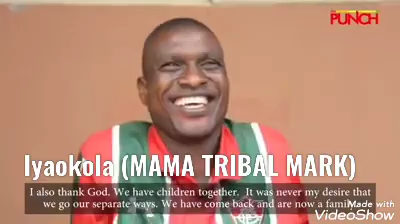 PUNCH
Iyaokola (MAMA TRIBAL MARK)
I also thank God. We have children together. It was never my desire that
we go our separate ways. We have come back and are now a family.
Made with
VideoShow